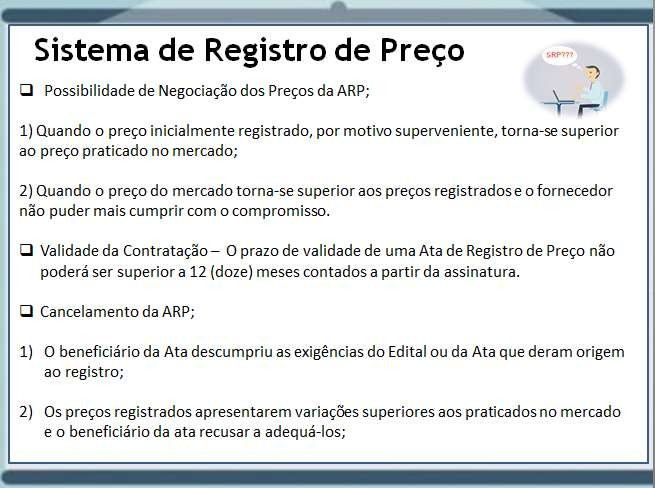 Sistema de Registro de Preço
SRP???
Possibilidade de Negociação dos Preços da ARP;
1) Quando o preço inicialmente registrado, por motivo superveniente, torna-se superior
ao preço praticado no mercado;
2) Quando o preço do mercado torna-se superior aos preços registrados e o fornecedor
não puder mais cumprir com o compromisso.
Validade da Contratação – O prazo de validade de uma Ata de Registro de Preço não
poderá ser superior a 12 (doze) meses contados a partir da assinatura.
Cancelamento da ARP;
1) O beneficiário da Ata descumpriu as exigências do Edital ou da Ata que deram origem
ao registro;
2) Os preços registrados apresentarem variações superiores aos praticados no mercado
e o beneficiário da ata recusar a adequá-los;